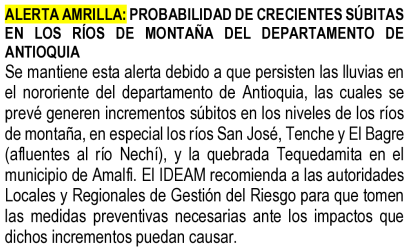 ALERTA AMRILLA: PROBABILIDAD DE CRECIENTES SÚBITAS
EN LOS RÍOS DE MONTAÑA DEL DEPARTAMENTO DE
ANTIOQUIA
Se mantiene esta alerta debido a que persisten las lluvias en
el nororiente del departamento de Antioquia, las cuales se
prevé generen incrementos súbitos en los niveles de los ríos
de montaña, en especial los ríos San José, Tenche y El Bagre
(afluentes al río Nechí), y la quebrada Tequedamita en el
municipio de Amalfi. El IDEAM recomienda a las autoridades
Locales y Regionales de Gestión del Riesgo para que tomen
las medidas preventivas necesarias ante los impactos que
dichos incrementos puedan causar.